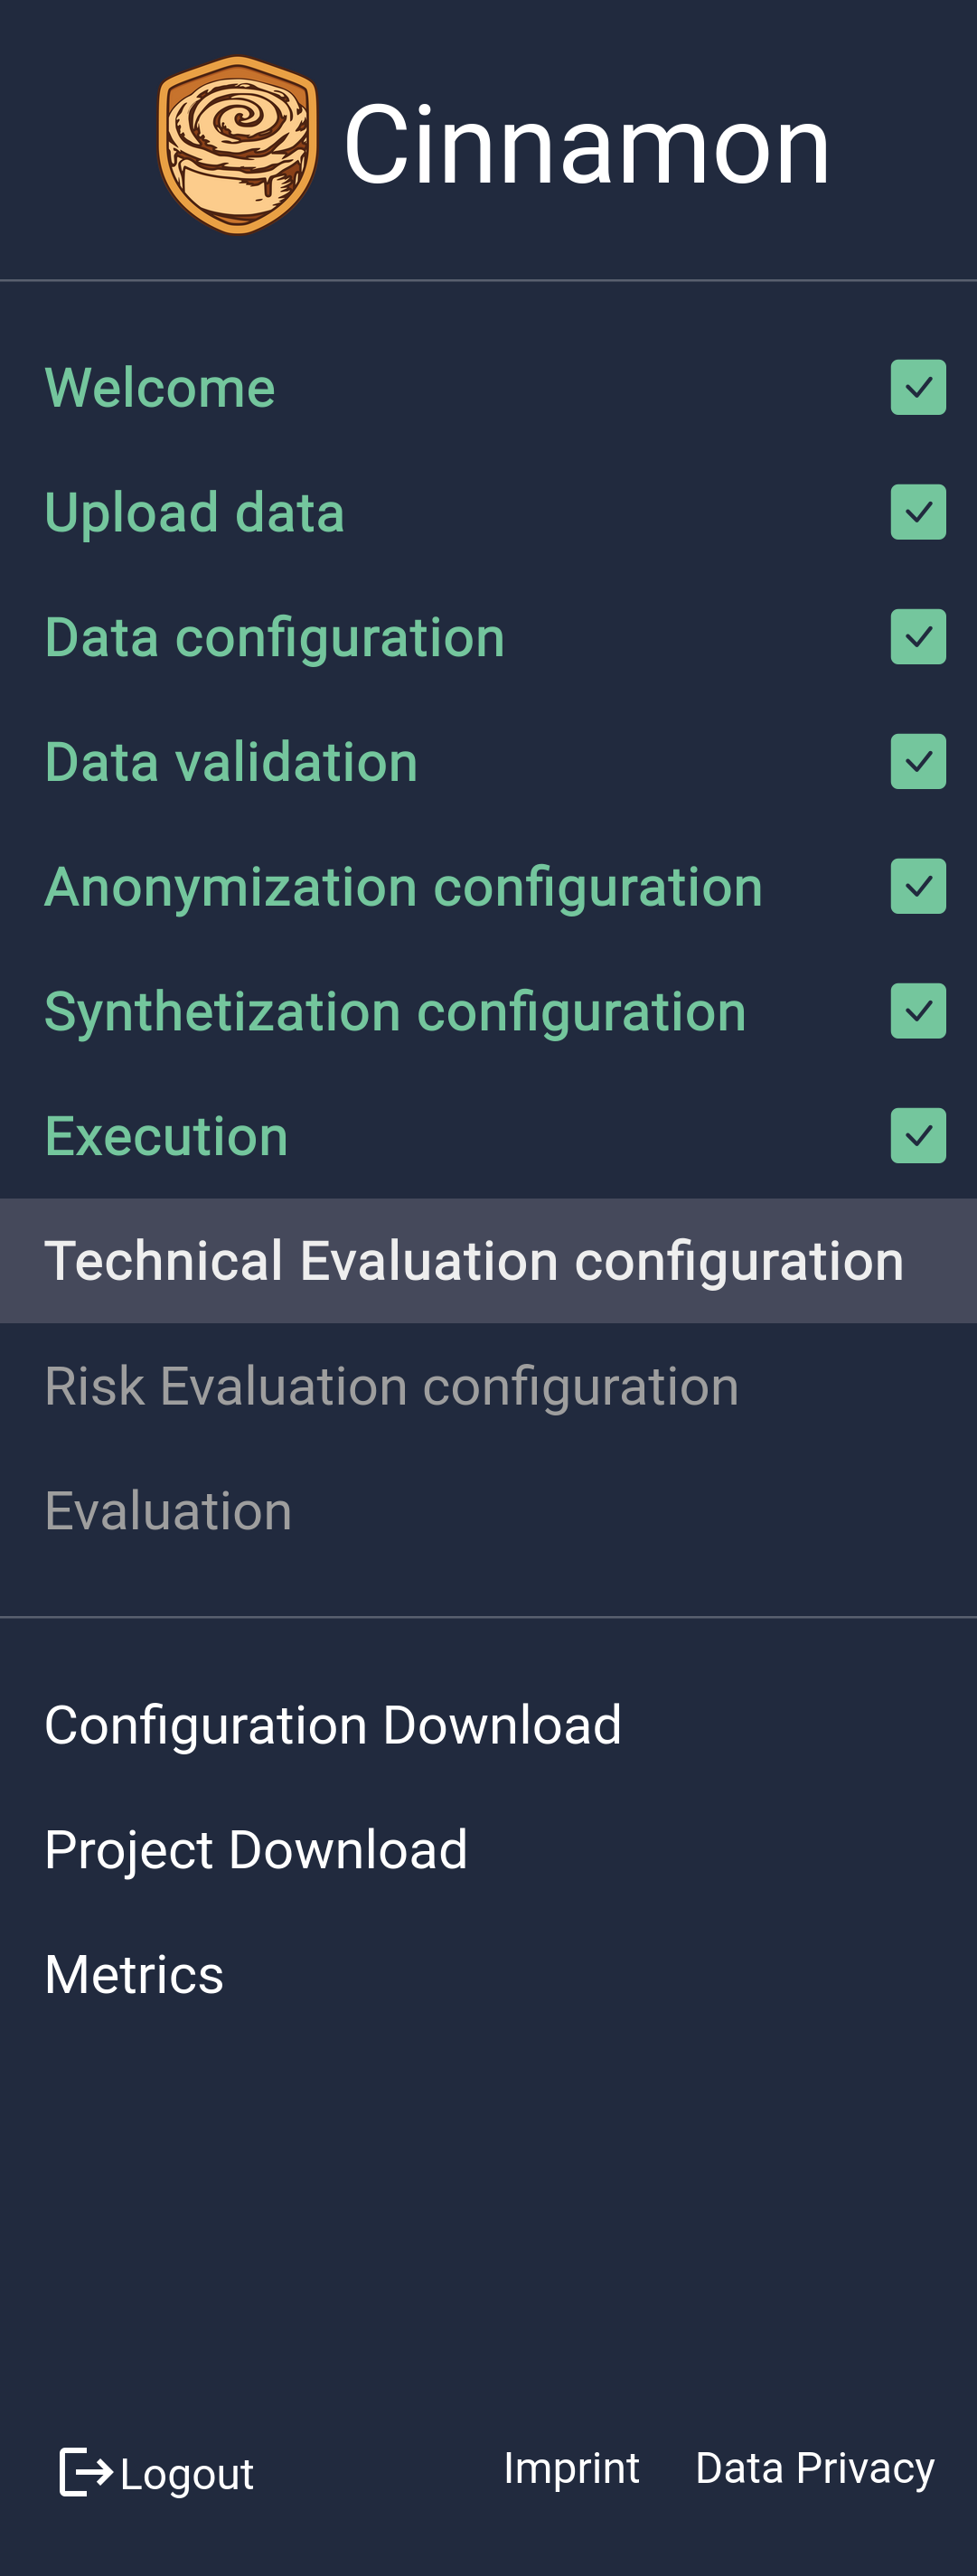 Cinnamon
Welcome
Upload data
Data configuration
Data validation
Anonymization configuration
Synthetization configuration
Execution
Technical Evaluation configuration
Risk Evaluation configuration
Evaluation
Configuration Download
Project Download
Metrics
Logout Imprint Data Privacy